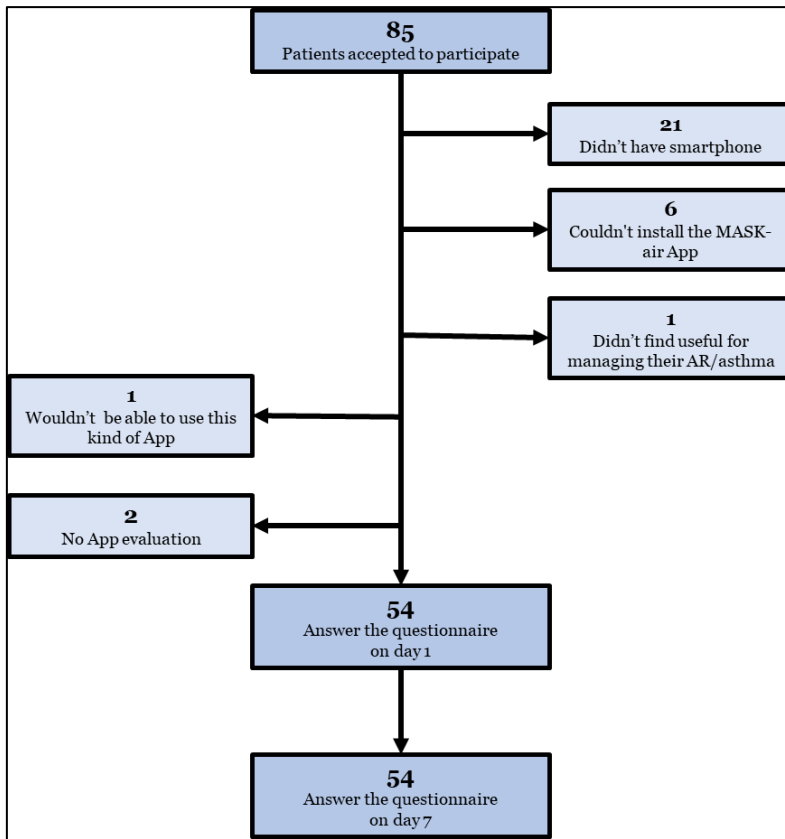 85
Patients accepted to participate
21
Didn't have smartphone
6
Couldn't install the MASK-
air App
1
Didn't find useful for
managing their AR/asthma
1
Wouldn't be able to use this
kind of App
2
No App evaluation
54
Answer the questionnaire
on day 1
54
Answer the questionnaire
on day 7